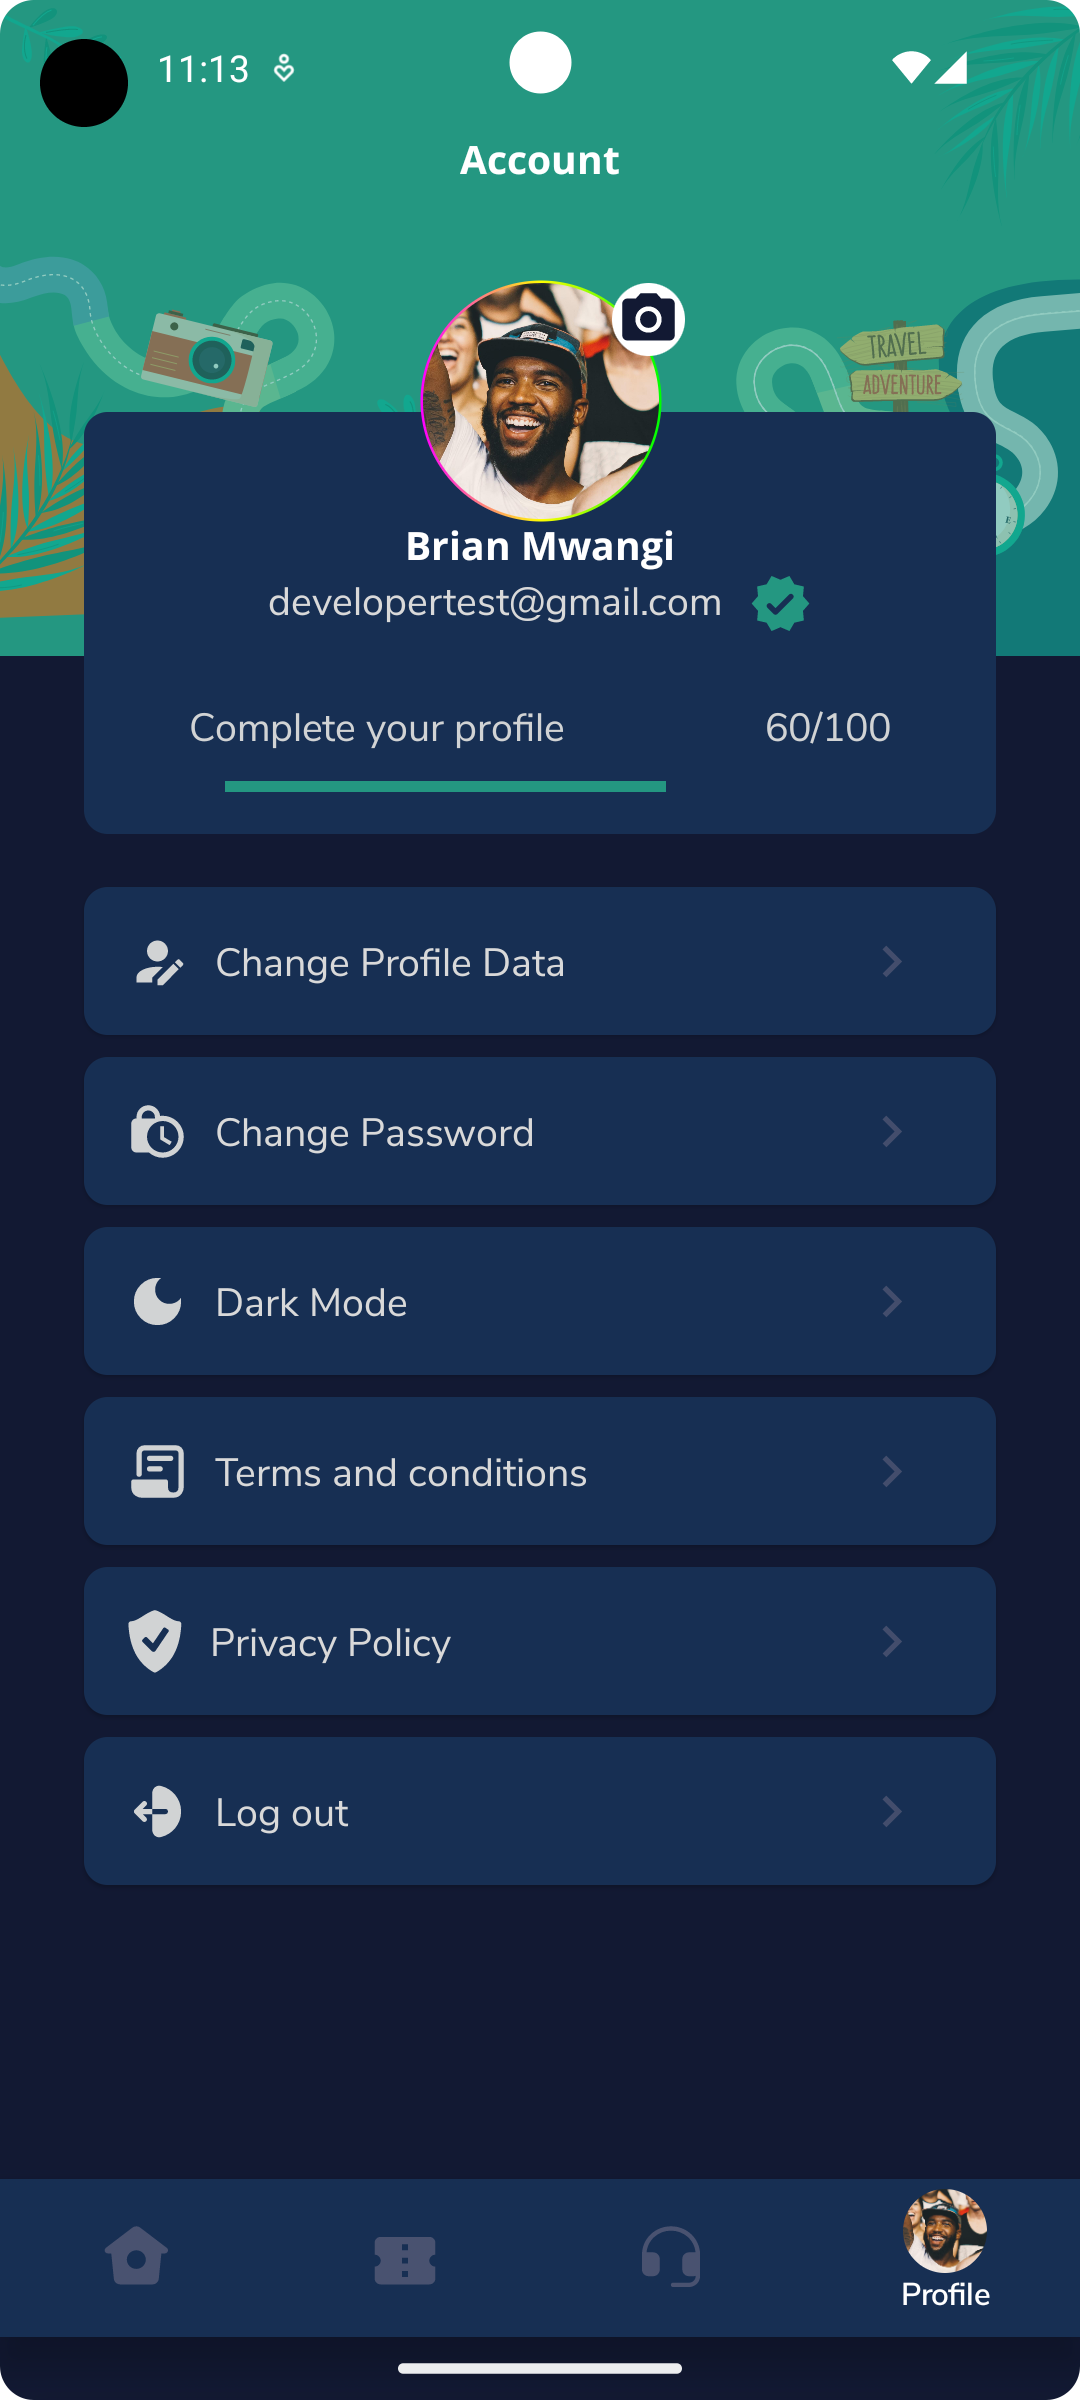 11:13
Account
TRAVEL
ADVENTURE
E
Brian Mwangi
developertest@gmail.com
Complete your profile 60/100
Change Profile Data
Change Password
Dark Mode
Terms and conditions
Privacy Policy
Log out
Profile